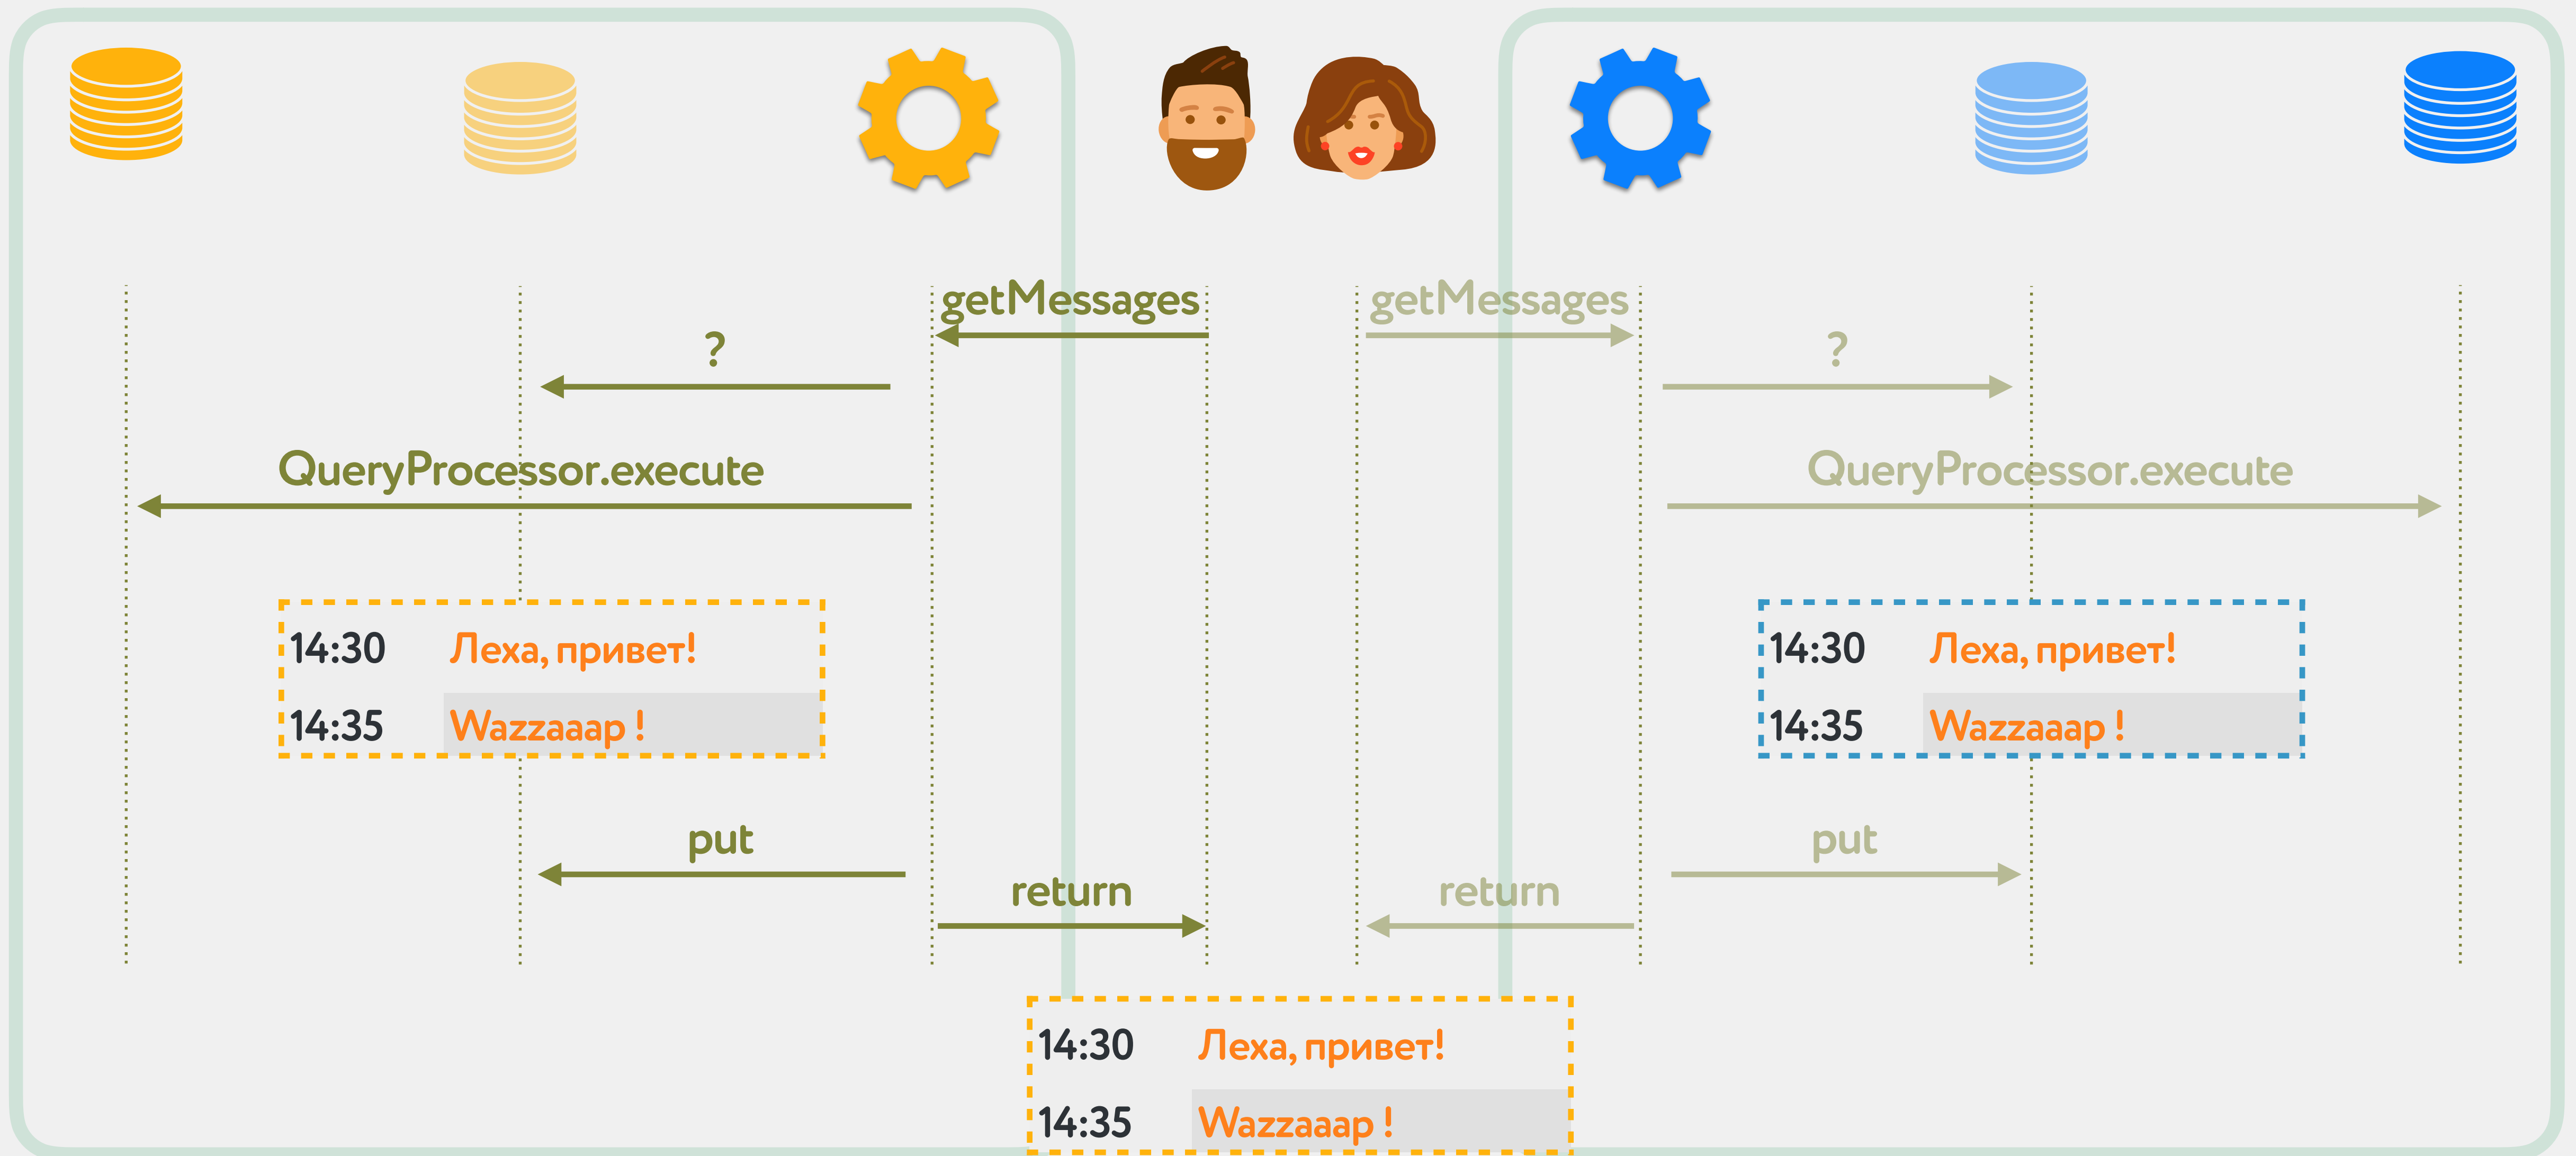 getMessages getMessages
? ?
QueryProcessor.execute QueryProcessor.execute
14:30 Леха, привет! 14:30 Леха, привет!
14:35 Wazzaaap ! 14:35 Wazzaaap !
put put
return return
14:30 Леха, привет!
14:35 Wazzaaap !